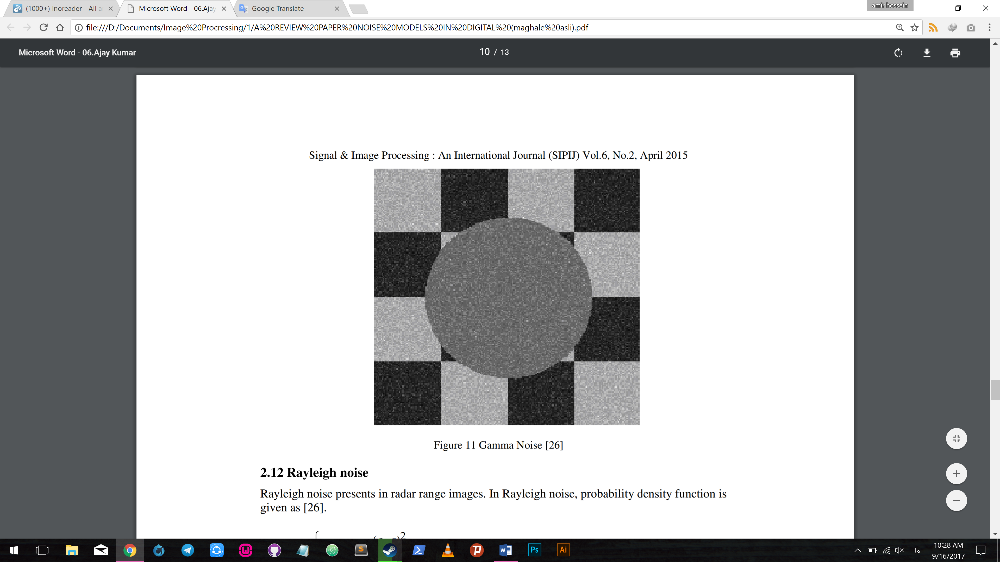 amir hossein
(1000+) Inoreader - All a
Microsoft Word - 06.Ajay
Google Translate
file:///D:/Documents/Image%20Procressing/1/A%20REVIEW%20PAPER%20NOISE%20MODELS%20IN%20DIGITAL%20(maghale%20asli).pdf
Microsoft Word - 06.Ajay Kumar
10 / 13
Signal & Image Processing : An International Journal (SIPIJ) Vol.6, No.2, April 2015
Figure 11 Gamma Noise [26]
2.12 Rayleigh noise
Rayleigh noise presents in radar range images. In Rayleigh noise, probability density function is
given as [26].
Ps
Ai
فا
10:28 AM
9/16/2017